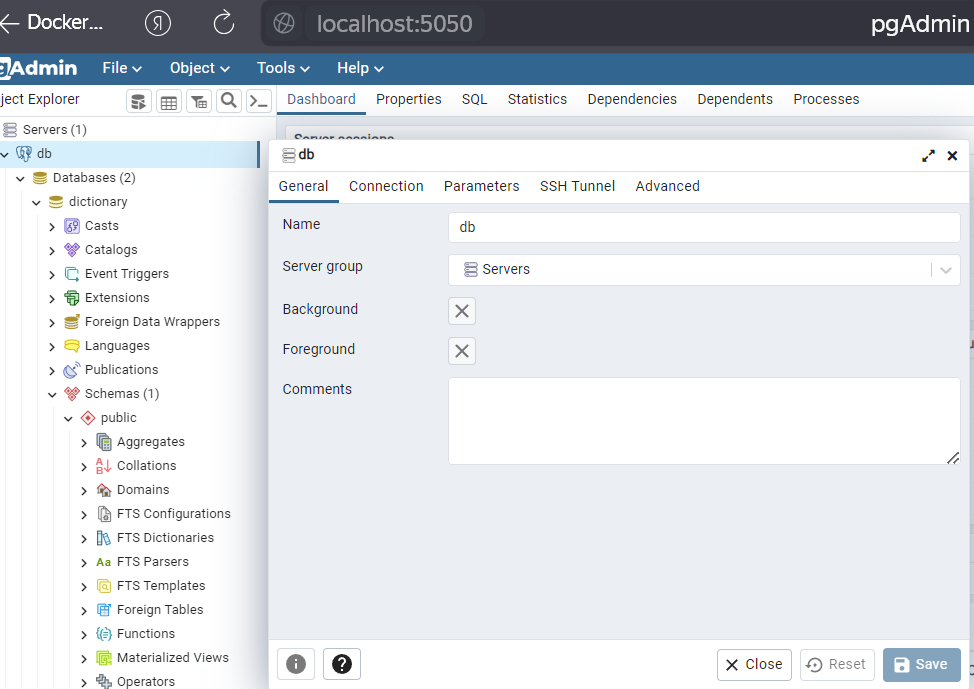 Docker...
Я
localhost:5050
pgAdmin
gAdmin
File
Object
Tools
Help
ject Explorer
Dashboard
Properties
SQL
Statistics
Dependencies
Dependents
Processes
Servers (1)
Server sessions
db
db
Databases (2)
General
Connection
Parameters
SSH Tunnel
Advanced
dictionary
Casts
Name
db
Catalogs
Event Triggers
Server group
Servers
Extensions
Background
Foreign Data Wrappers
Languages
Foreground
Publications
Schemas (1)
Comments
public
Aggregates
Collations
Domains
FTS Configurations
FTS Dictionaries
Aa FTS Parsers
FTS Templates
Foreign Tables
Functions
Materialized Views
Operators
Close
Reset
Save